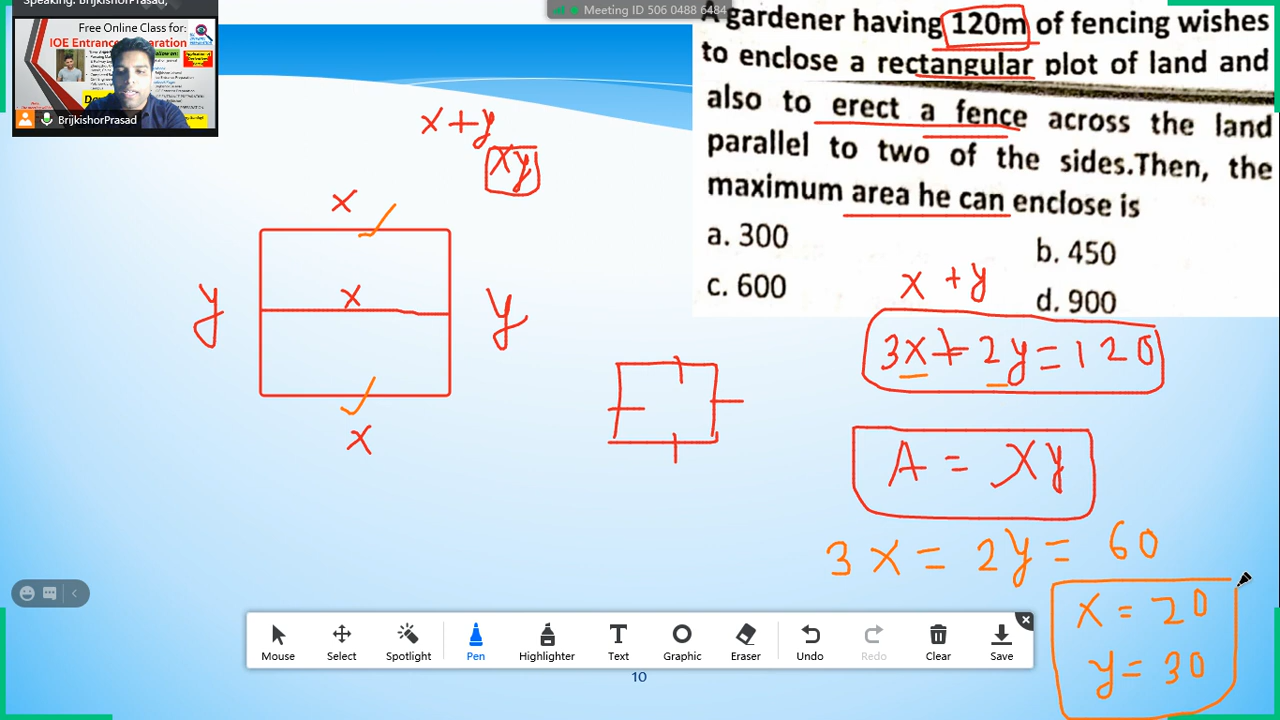 Speaking: BrijkishorPrasad,
Meeting ID 506 0488 6484
Free Online Class for:
IOE Entrance Preparation
BrijkishorPrasad
A gardener having 120m of fencing wishes
to enclose a rectangular plot of land and
also to erect a fence across the land
parallel to two of the sides.Then, the
maximum area he can enclose is
a. 300
b. 450
c. 600
d. 900
x + y
xy
x
y
x
y
x
x + y
3x + 2y = 120
A = xy
3x = 2y = 60
x = 20
y = 30
Mouse
Select
Spotlight
Pen
Highlighter
Text
Graphic
Eraser
Undo
Redo
Clear
Save
10